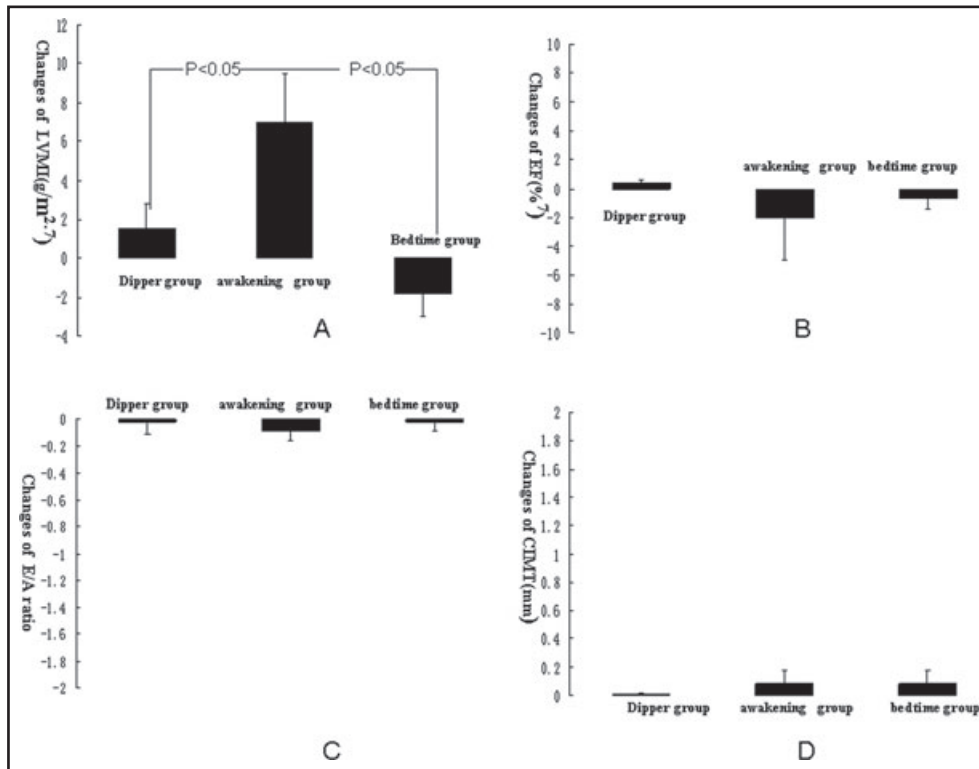 Changes of LVMI(g/m2.7)
12
10
8
6
4
2
0
-2
-4
P<0.05
P<0.05
Dipper group
awakening group
Bedtime group
A
Changes of EF(%7)
10
8
6
4
2
0
-2
-4
-6
-8
-10
Dipper group
awakening group
bedtime group
B
Changes of E/A ratio
0
-0.2
-0.4
-0.6
-0.8
-1
-1.2
-1.4
-1.6
-1.8
-2
Dipper group
awakening group
bedtime group
C
Changes of CIMT(mm)
2
1.8
1.6
1.4
1.2
1
0.8
0.6
0.4
0.2
0
Dipper group
awakening group
bedtime group
D